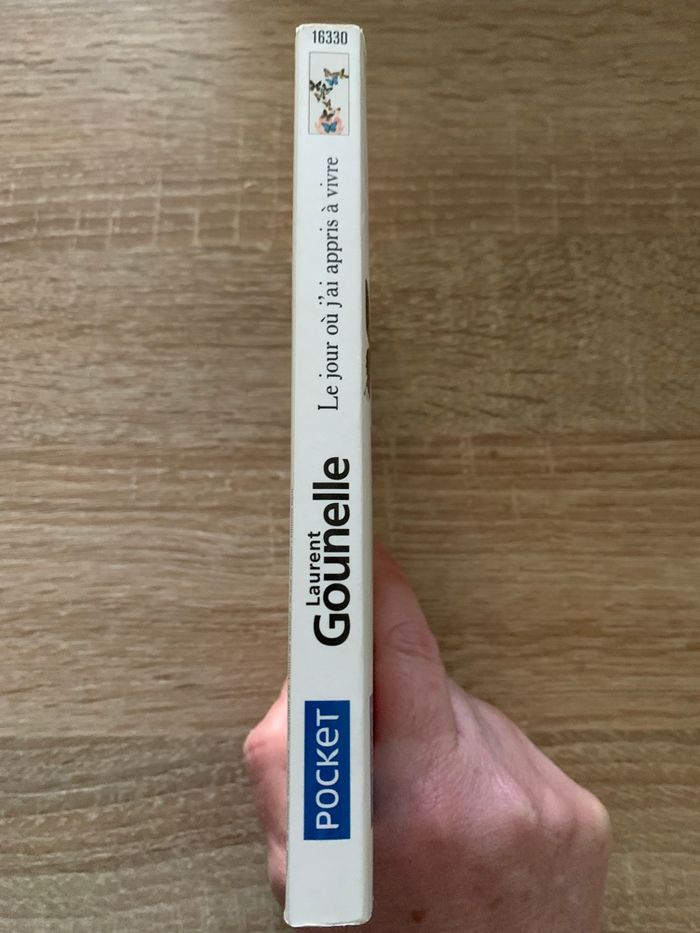 16330
Le jour où j'ai appris à vivre
Laurent
Gounelle
POCKET